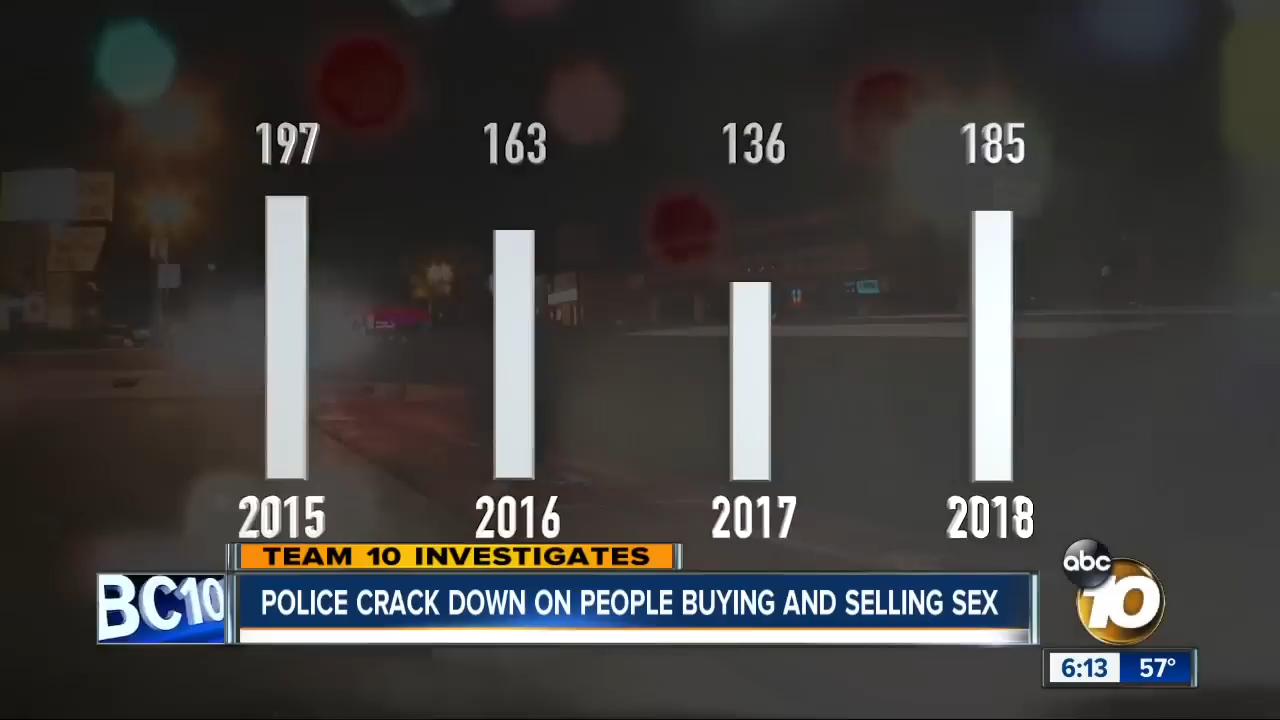 197 163 136 185
2015 2016 2017 2018
TEAM 10 INVESTIGATES
BC10
POLICE CRACK DOWN ON PEOPLE BUYING AND SELLING SEX
abc
10
6:13 57°